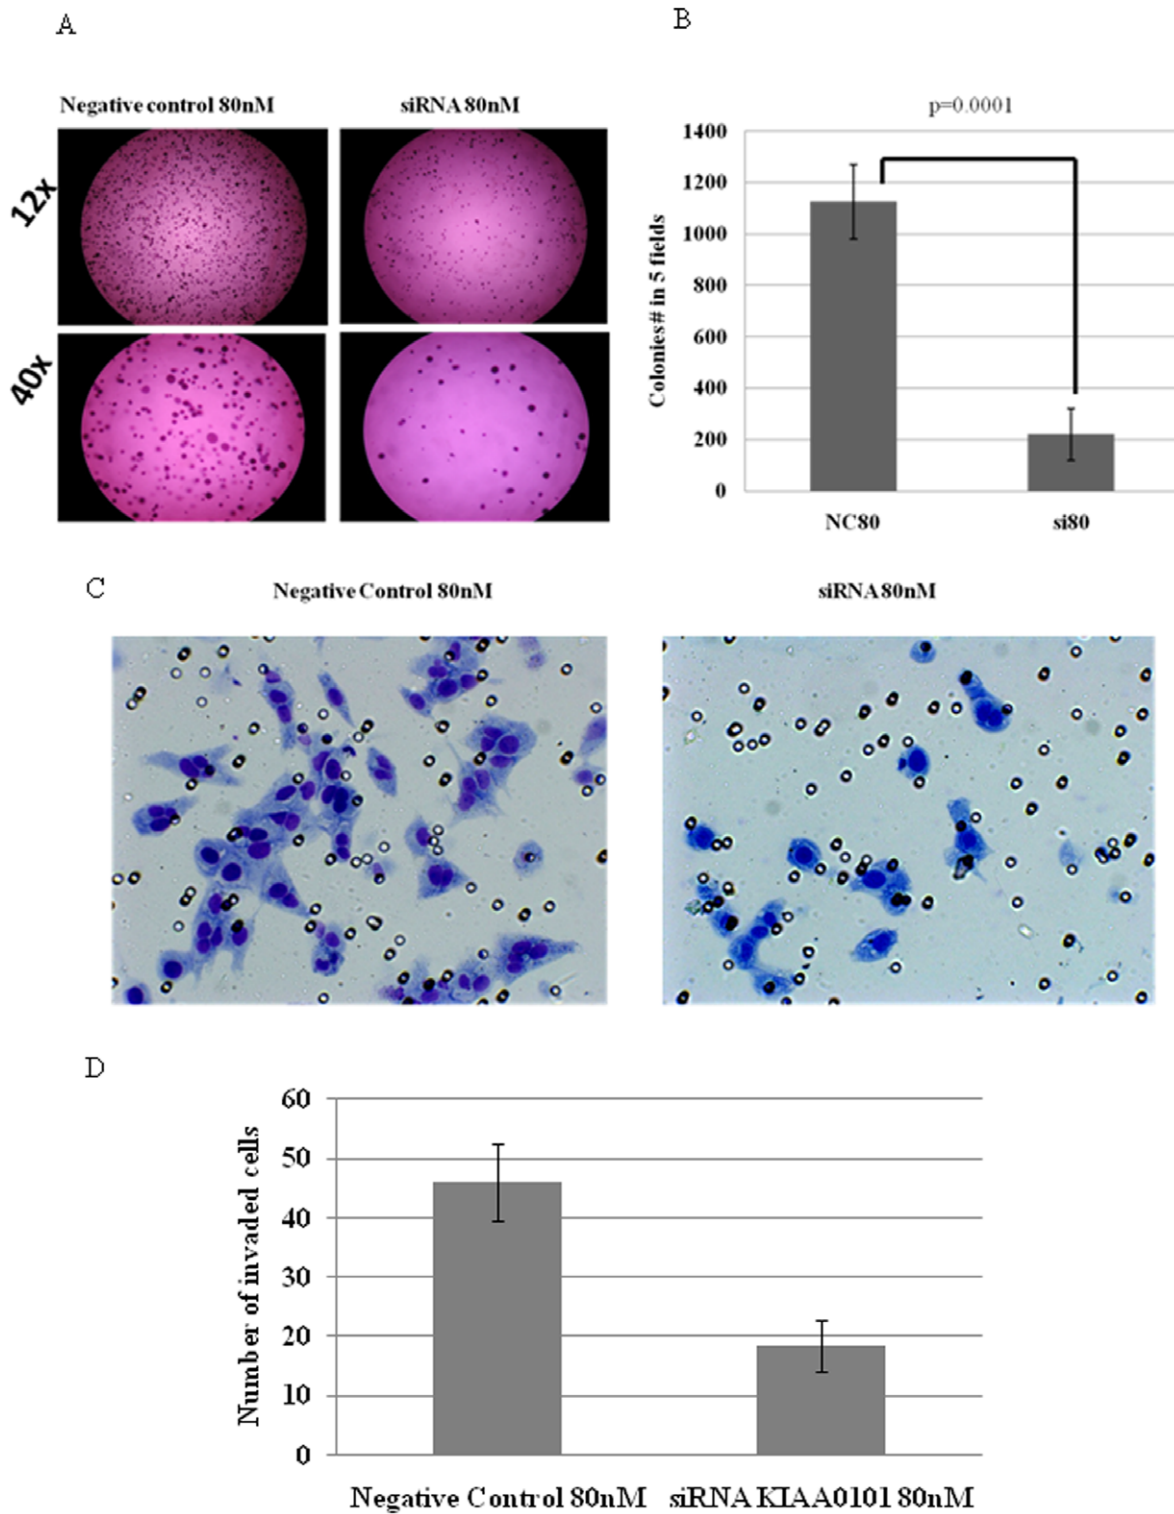 A
B
Negative control 80nM
siRNA 80nM
12x
40x
p=0.0001
Colonies# in 5 fields
1400
1200
1000
800
600
400
200
0
NC80
si80
C
Negative Control 80nM
siRNA 80nM
D
Number of invaded cells
60
50
40
30
20
10
0
Negative Control 80nM
siRNA KIAA0101 80nM